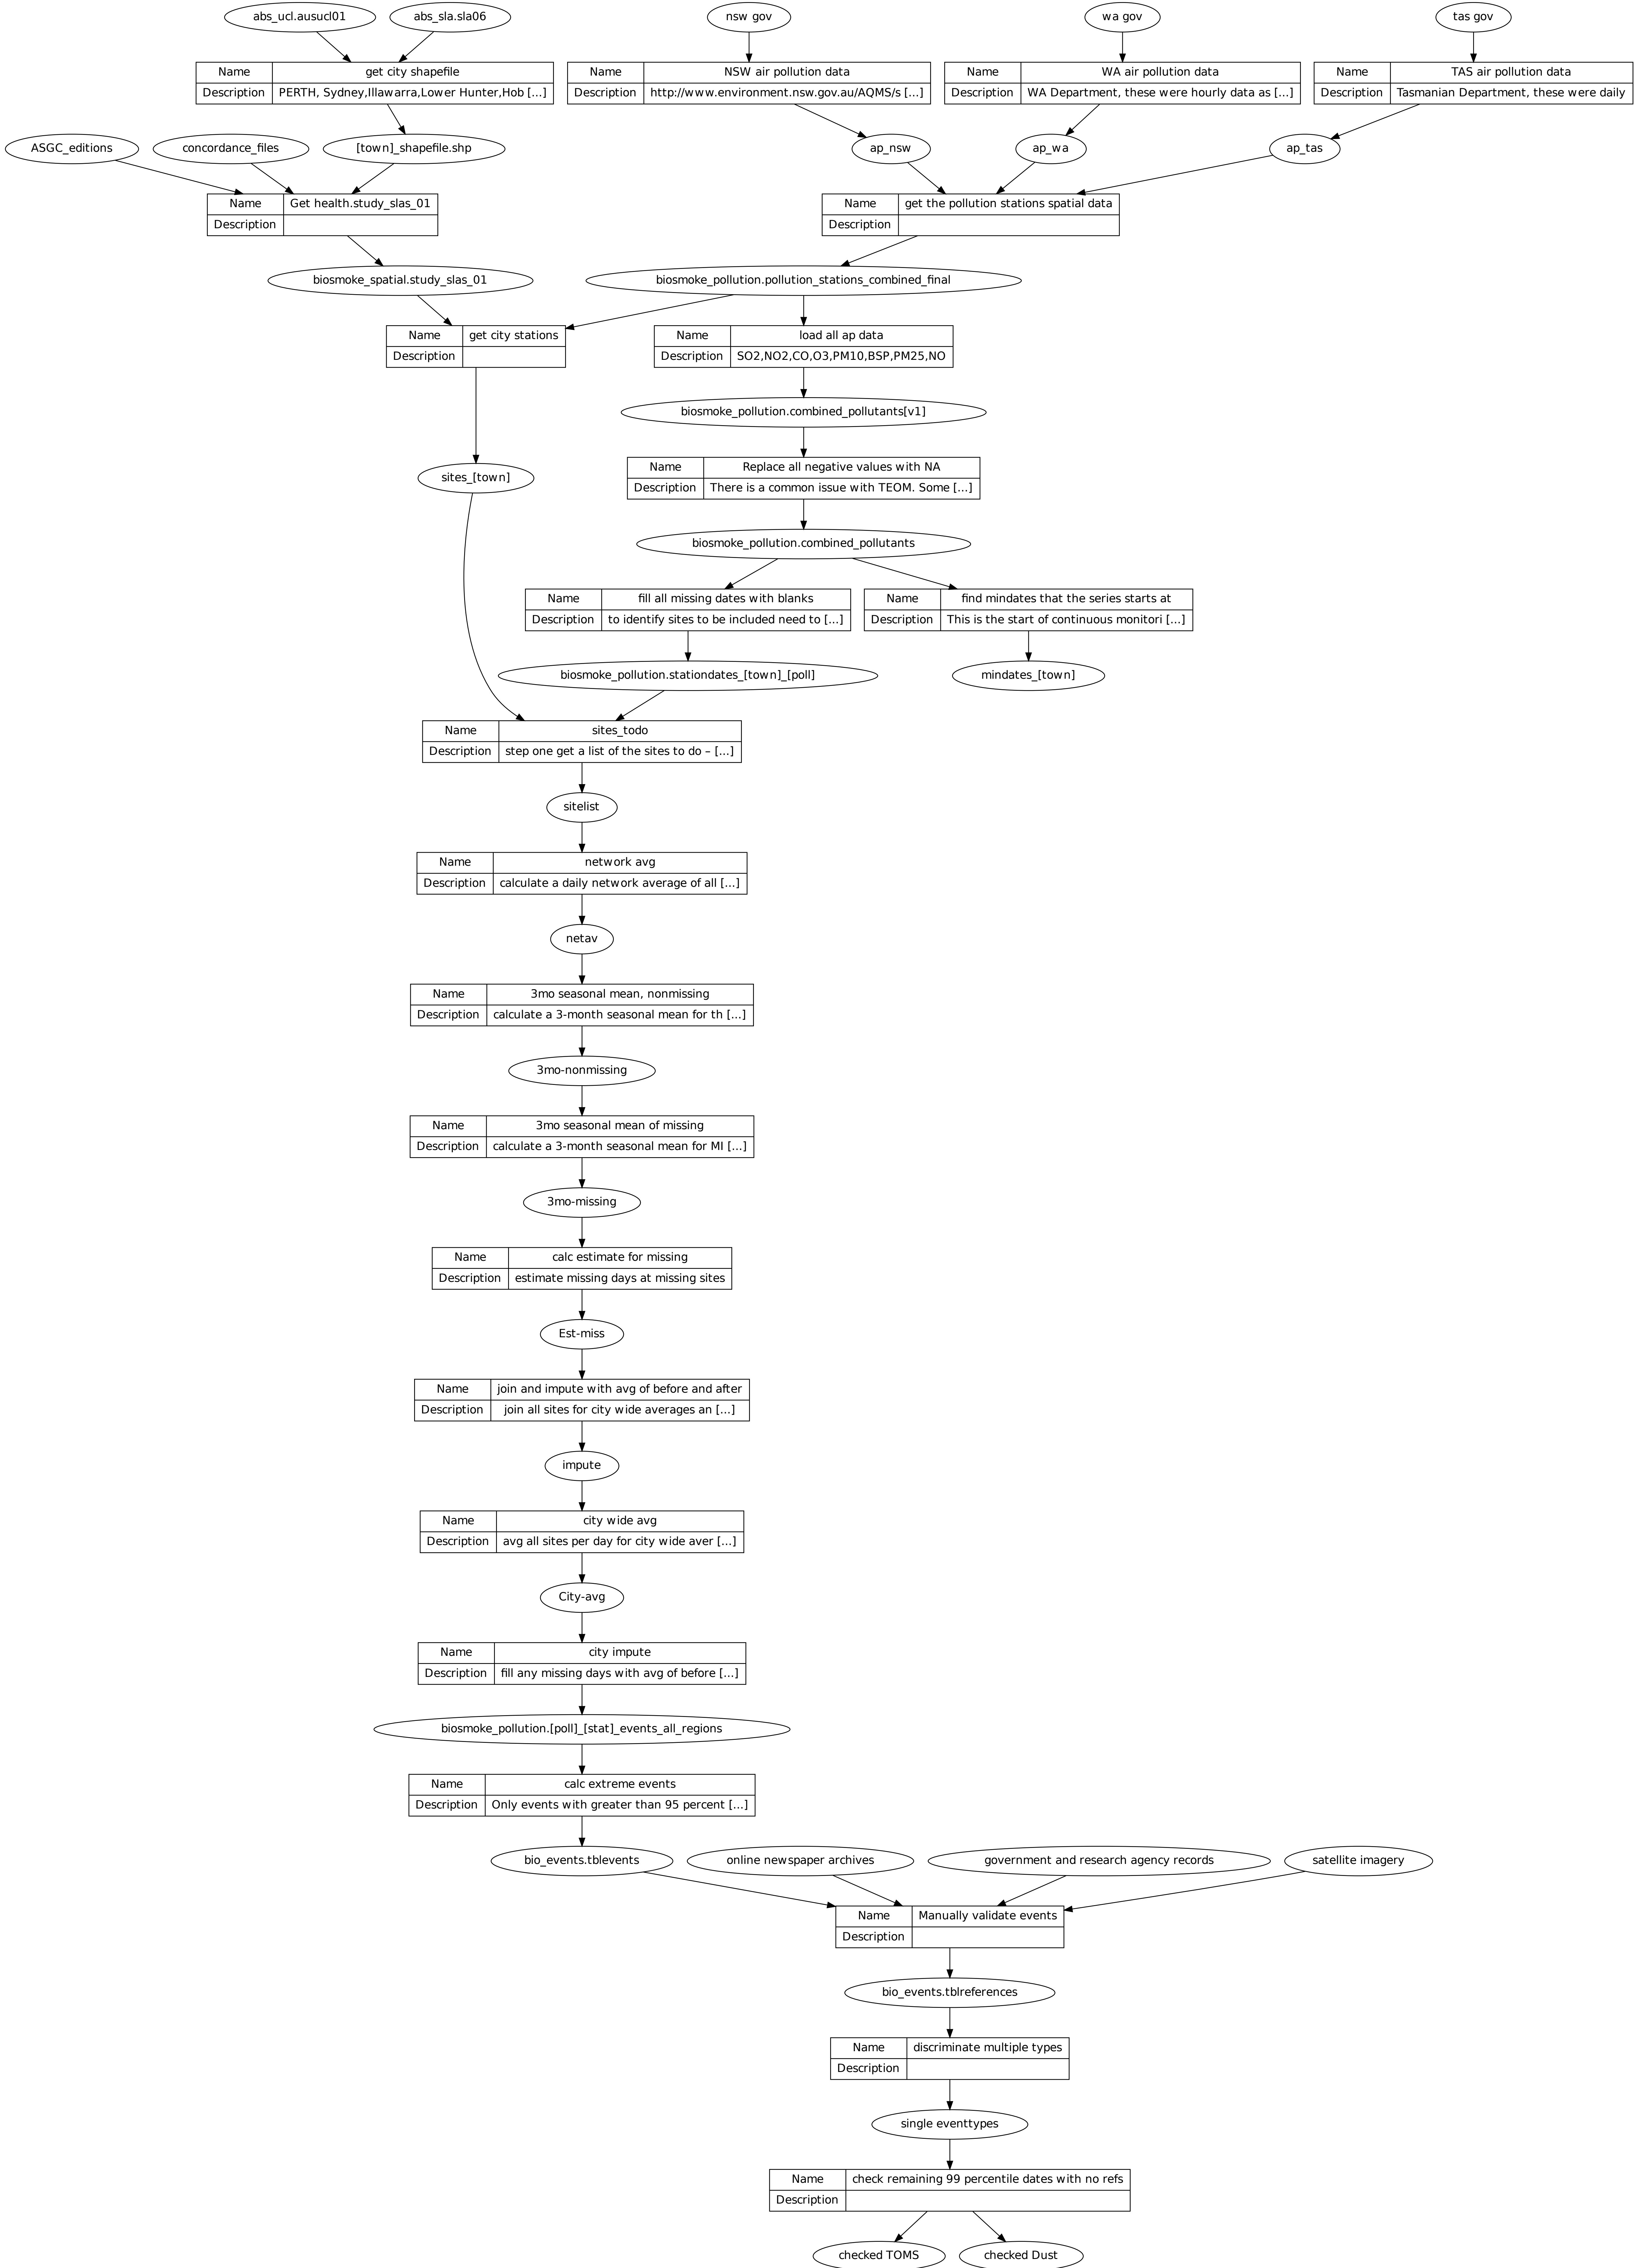 abs_ucl.ausucl01
abs_sla.sla06
nsw gov
wa gov
tas gov
Name get city shapefile
Description PERTH, Sydney,Illawarra,Lower Hunter,Hob [...]
Name NSW air pollution data
Description http://www.environment.nsw.gov.au/AQMS/s [...]
Name WA air pollution data
Description WA Department, these were hourly data as [...]
Name TAS air pollution data
Description Tasmanian Department, these were daily
ASGC_editions
concordance_files
[town]_shapefile.shp
ap_nsw
ap_wa
ap_tas
Name Get health.study_slas_01
Description
Name get the pollution stations spatial data
Description
biosmoke_spatial.study_slas_01
biosmoke_pollution.pollution_stations_combined_final
Name get city stations
Description
Name load all ap data
Description SO2,NO2,CO,O3,PM10,BSP,PM25,NO
biosmoke_pollution.combined_pollutants[v1]
sites_[town]
Name Replace all negative values with NA
Description There is a common issue with TEOM. Some [...]
biosmoke_pollution.combined_pollutants
Name fill all missing dates with blanks
Description to identify sites to be included need to [...]
Name find mindates that the series starts at
Description This is the start of continuous monitori [...]
biosmoke_pollution.stationdates_[town]_[poll]
mindates_[town]
Name sites_todo
Description step one get a list of the sites to do – [...]
sitelist
Name network avg
Description calculate a daily network average of all [...]
netav
Name 3mo seasonal mean, nonmissing
Description calculate a 3-month seasonal mean for th [...]
3mo-nonmissing
Name 3mo seasonal mean of missing
Description calculate a 3-month seasonal mean for MI [...]
3mo-missing
Name calc estimate for missing
Description estimate missing days at missing sites
Est-miss
Name join and impute with avg of before and after
Description join all sites for city wide averages an [...]
impute
Name city wide avg
Description avg all sites per day for city wide aver [...]
City-avg
Name city impute
Description fill any missing days with avg of before [...]
biosmoke_pollution.[poll]_[stat]_events_all_regions
Name calc extreme events
Description Only events with greater than 95 percent [...]
bio_events.tblevents
online newspaper archives
government and research agency records
satellite imagery
Name Manually validate events
Description
bio_events.tblreferences
Name discriminate multiple types
Description
single eventtypes
Name check remaining 99 percentile dates with no refs
Description
checked TOMS
checked Dust